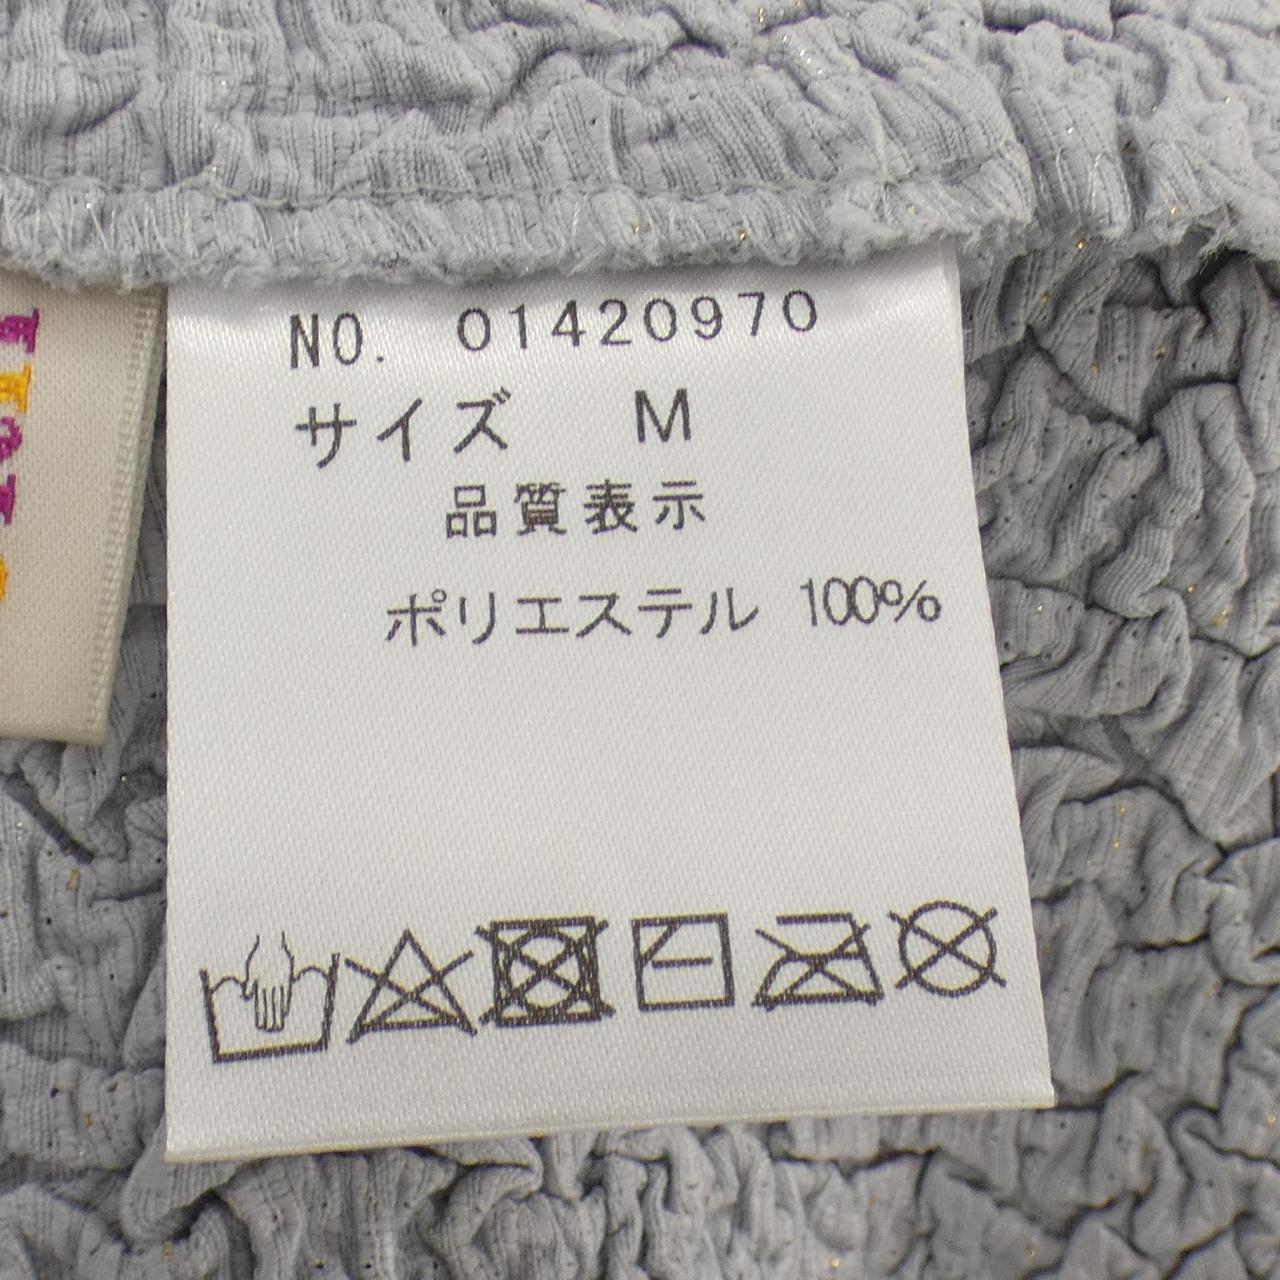 NO. 01420970
サイズ M
品質表示
ポリエステル 100%